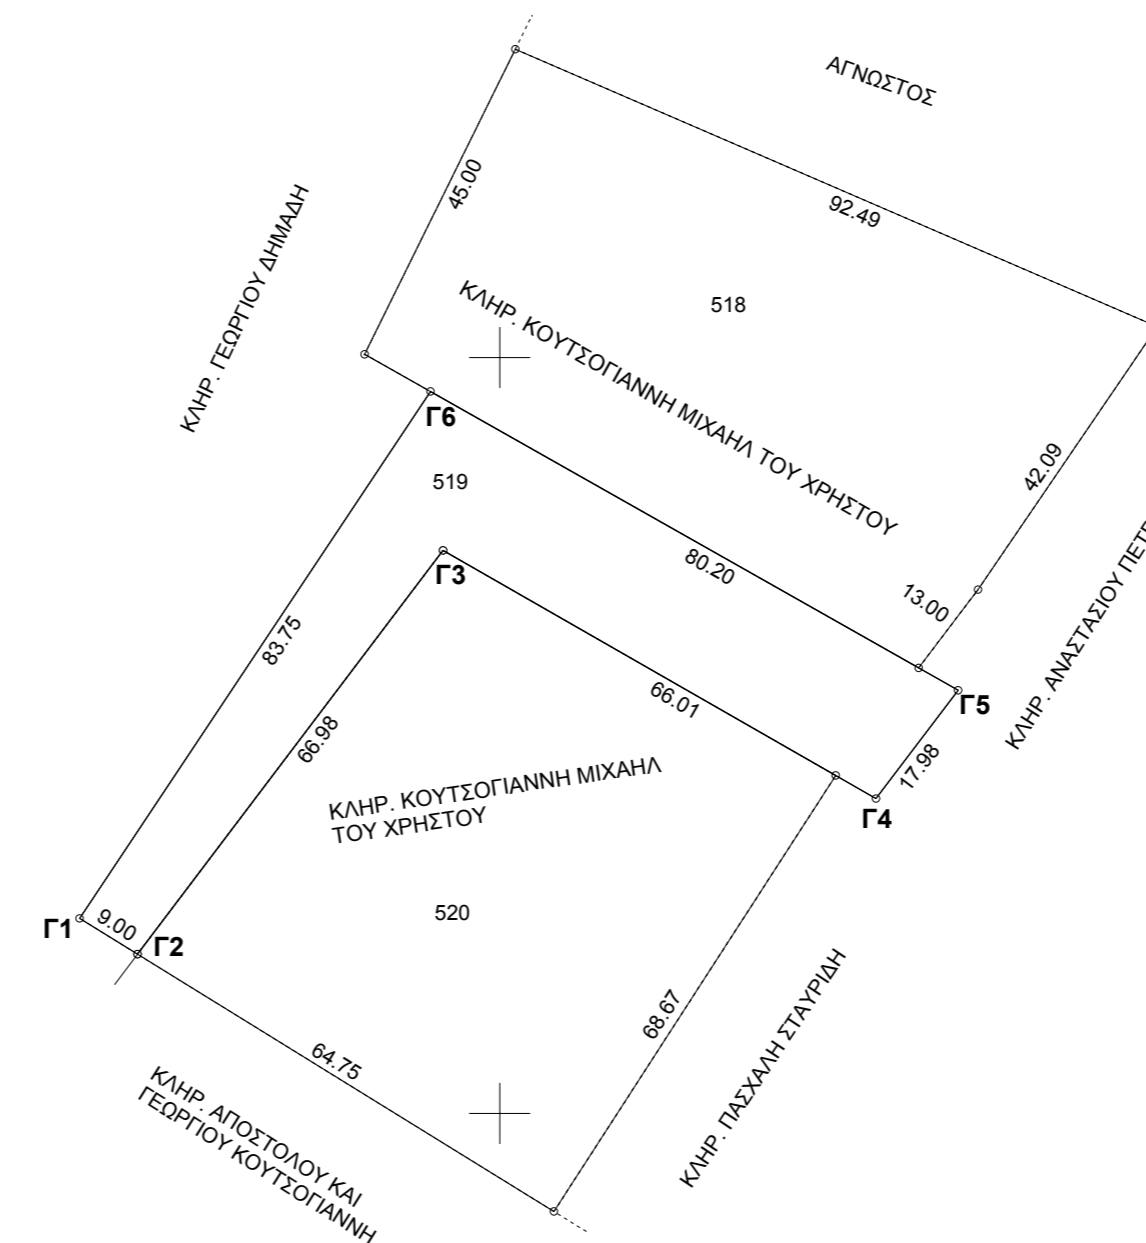 ΑΓΝΩΣΤΟΣ
45.00
92.49
ΚΛΗΡ. ΓΕΩΡΓΙΟΥ ΔΗΜΑΔΗ
518
ΚΛΗΡ. ΚΟΥΤΣΟΓΙΑΝΝΗ ΜΙΧΑΗΛ ΤΟΥ ΧΡΗΣΤΟΥ
Γ6
42.09
519
80.20
Γ3
13.00
ΚΛΗΡ. ΑΝΑΣΤΑΣΙΟΥ
83.75
66.01
Γ5
66.98
17.98
ΚΛΗΡ. ΚΟΥΤΣΟΓΙΑΝΝΗ ΜΙΧΑΗΛ
ΤΟΥ ΧΡΗΣΤΟΥ
Γ4
Γ1
9.00
Γ2
520
68.67
ΚΛΗΡ. ΠΑΣΧΑΛΗ ΣΤΑΥΡΙΔΗ
64.75
ΚΛΗΡ. ΑΠΟΣΤΟΛΟΥ ΚΑΙ
ΓΕΩΡΓΙΟΥ ΚΟΥΤΣΟΓΙΑΝΝΗ